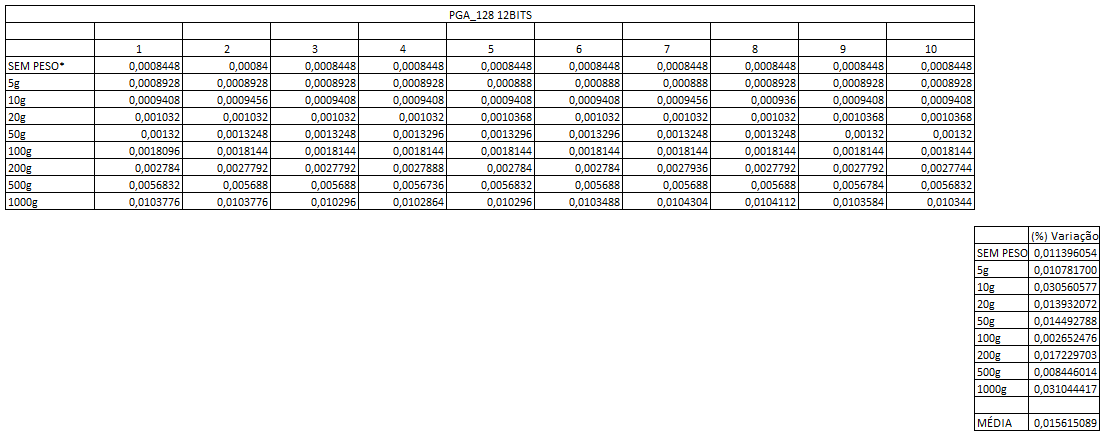 PGA_128 12BITS
1 2 3 4 5 6 7 8 9 10
SEM PESO* 0,0008448 0,00084 0,0008448 0,0008448 0,0008448 0,0008448 0,0008448 0,0008448 0,0008448 0,0008448
5g 0,0008928 0,0008928 0,0008928 0,0008928 0,000888 0,000888 0,000888 0,0008928 0,0008928 0,0008928
10g 0,0009408 0,0009456 0,0009408 0,0009408 0,0009408 0,0009408 0,0009456 0,000936 0,0009408 0,0009408
20g 0,001032 0,001032 0,001032 0,001032 0,0010368 0,001032 0,001032 0,001032 0,0010368 0,0010368
50g 0,00132 0,0013248 0,0013248 0,0013296 0,0013296 0,0013296 0,0013248 0,0013248 0,00132 0,00132
100g 0,0018096 0,0018144 0,0018144 0,0018144 0,0018144 0,0018144 0,0018144 0,0018144 0,0018144 0,0018144
200g 0,002784 0,0027792 0,0027792 0,0027888 0,002784 0,002784 0,0027936 0,0027792 0,0027792 0,0027744
500g 0,0056832 0,005688 0,005688 0,0056736 0,0056832 0,005688 0,005688 0,005688 0,0056784 0,0056832
1000g 0,0103776 0,0103776 0,010296 0,0102864 0,010296 0,0103488 0,0104304 0,0104112 0,0103584 0,010344
(%) Variação
SEM PESO 0,011396054
5g 0,010781700
10g 0,030560577
20g 0,013932072
50g 0,014492788
100g 0,002652476
200g 0,017229703
500g 0,008446014
1000g 0,031044417
MÉDIA 0,015615089